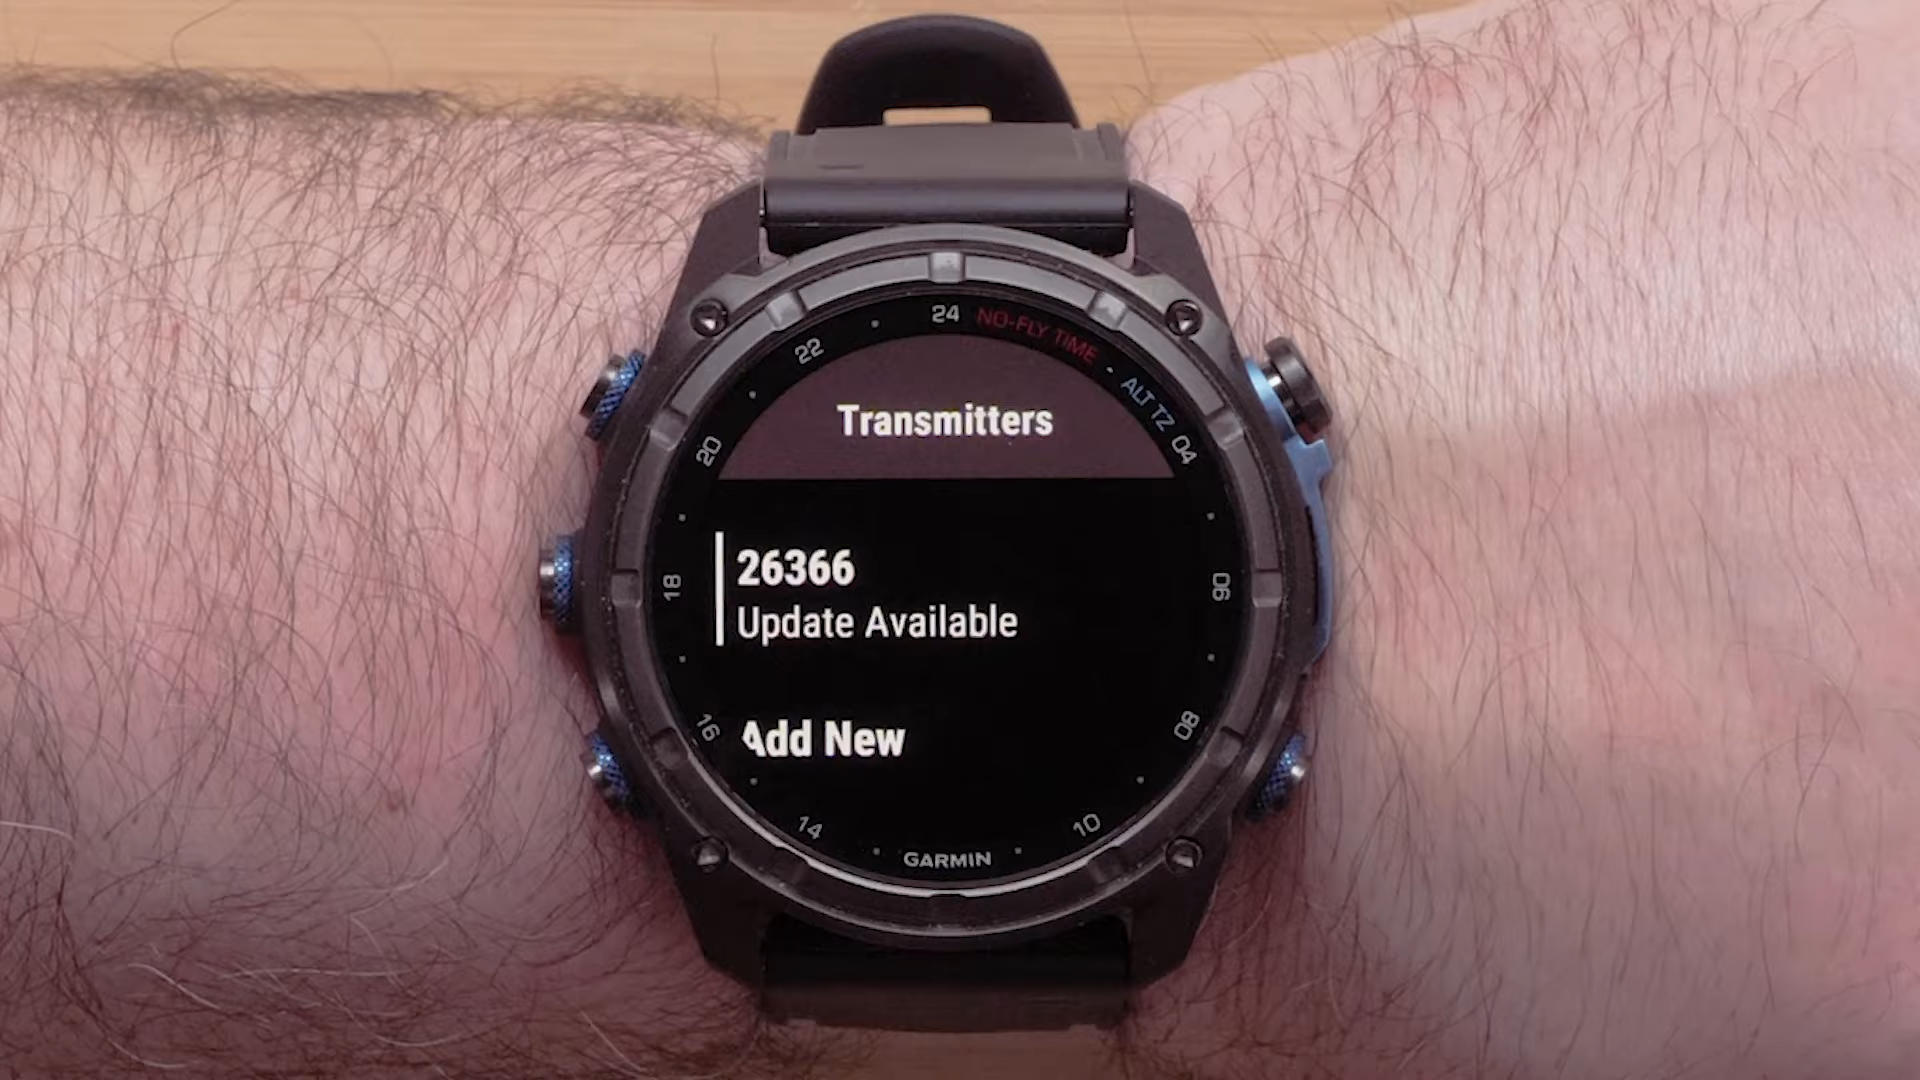 24
NO-FLY TIME
ALT TZ
22
20
04
Transmitters
26366
Update Available
18
06
Add New
16
08
14
10
GARMIN